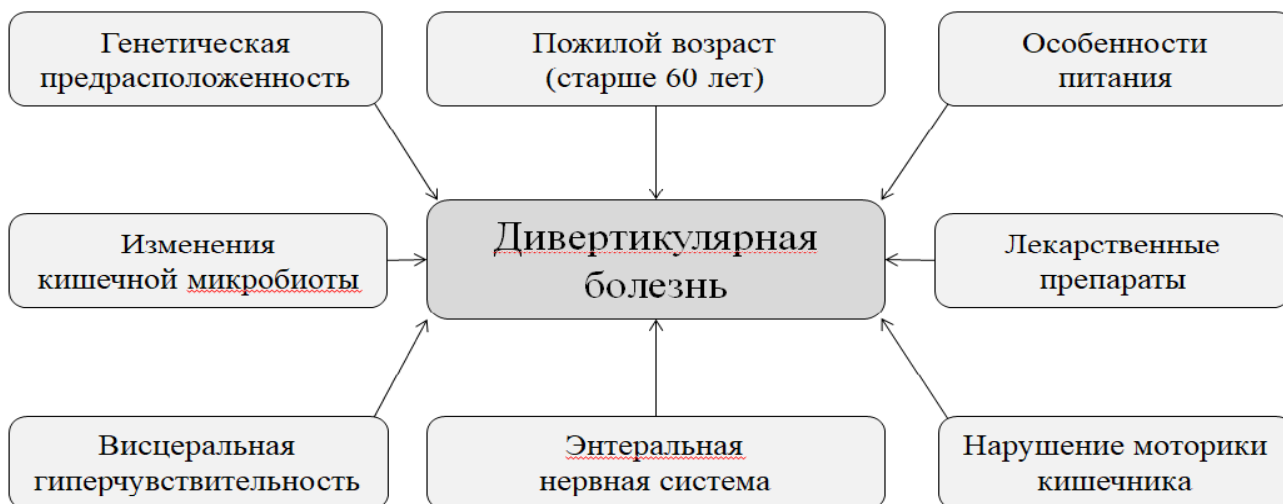 Генетическая
предрасположенность
Пожилой возраст
(старше 60 лет)
Особенности
питания
Изменения
кишечной микробиоты
Дивертикулярная
болезнь
Лекарственные
препараты
Висцеральная
гиперчувствительность
Энтеральная
нервная система
Нарушение моторики
кишечника